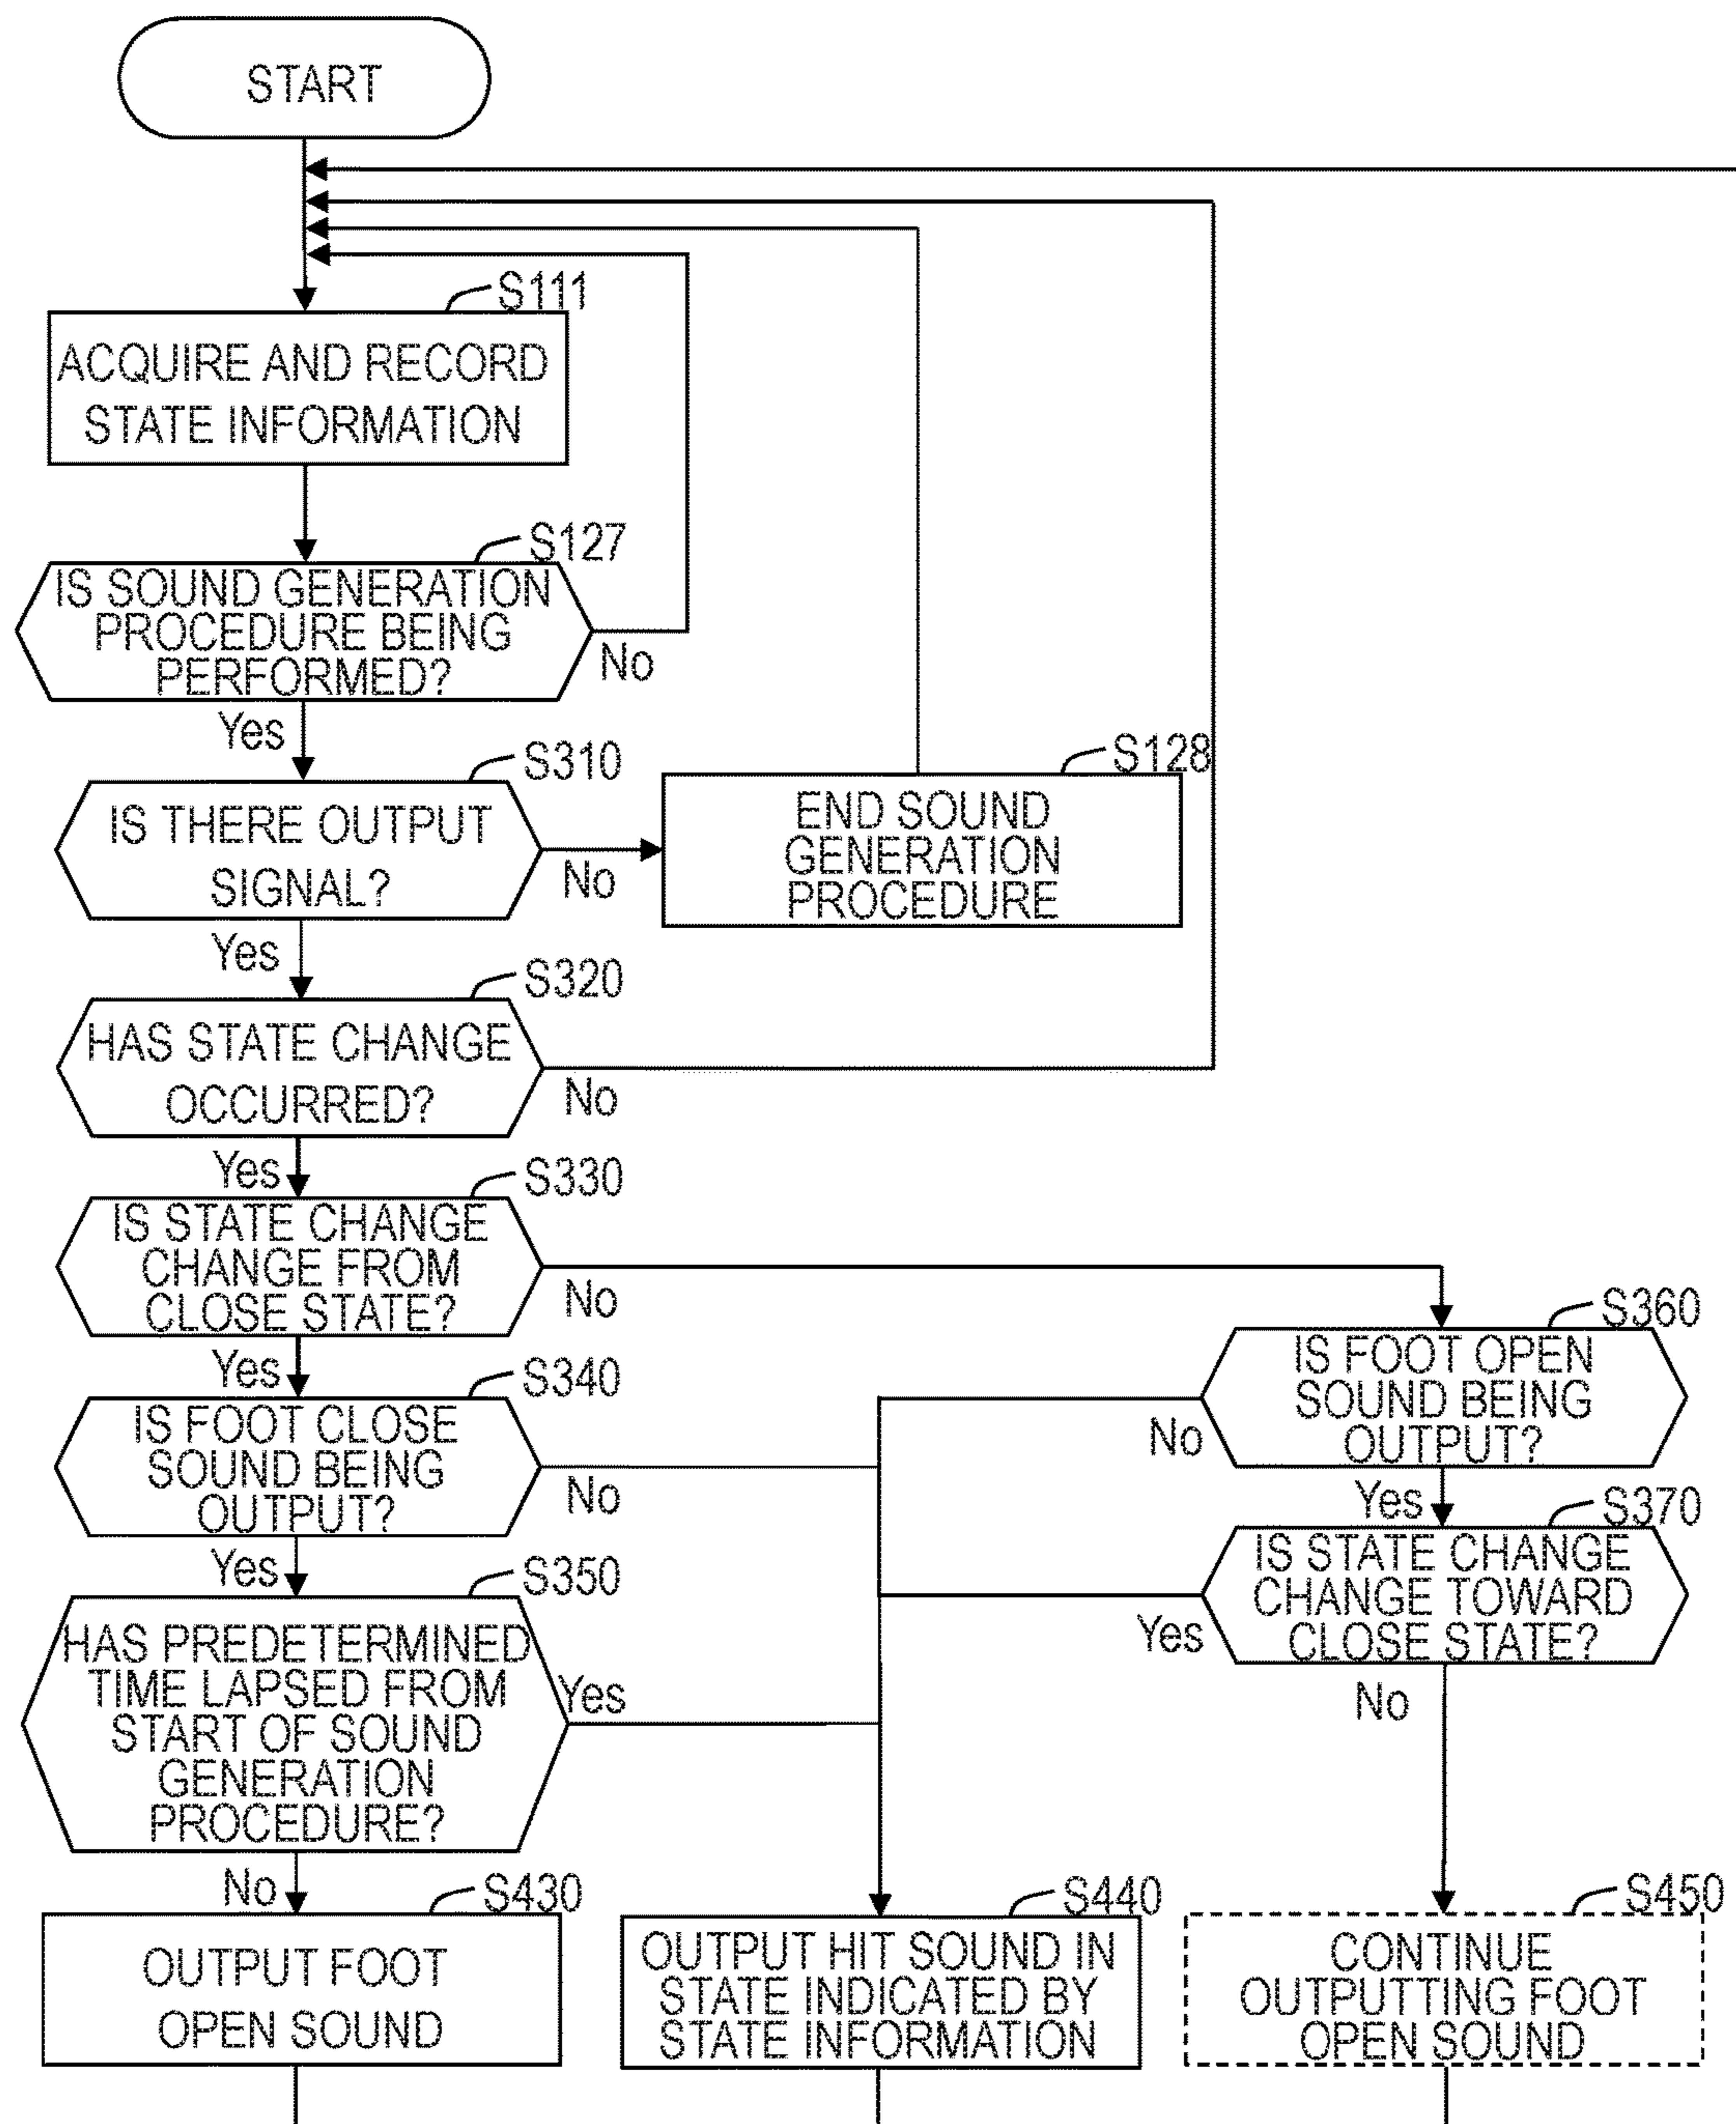 START
S111
ACQUIRE AND RECORD
STATE INFORMATION
S127
IS SOUND GENERATION
PROCEDURE BEING
PERFORMED?
No
Yes
S310
IS THERE OUTPUT
SIGNAL?
No
S128
END SOUND
GENERATION
PROCEDURE
Yes
S320
HAS STATE CHANGE
OCCURRED?
No
Yes
S330
IS STATE CHANGE
CHANGE FROM
CLOSE STATE?
No
Yes
S340
IS FOOT CLOSE
SOUND BEING
OUTPUT?
No
S360
IS FOOT OPEN
SOUND BEING
OUTPUT?
No
Yes
S370
IS STATE CHANGE
CHANGE TOWARD
CLOSE STATE?
Yes
No
Yes
S350
HAS PREDETERMINED
TIME LAPSED FROM
START OF SOUND
GENERATION
PROCEDURE?
Yes
No
S430
OUTPUT FOOT
OPEN SOUND
S440
OUTPUT HIT SOUND IN
STATE INDICATED BY
STATE INFORMATION
S450
CONTINUE
OUTPUTTING FOOT
OPEN SOUND